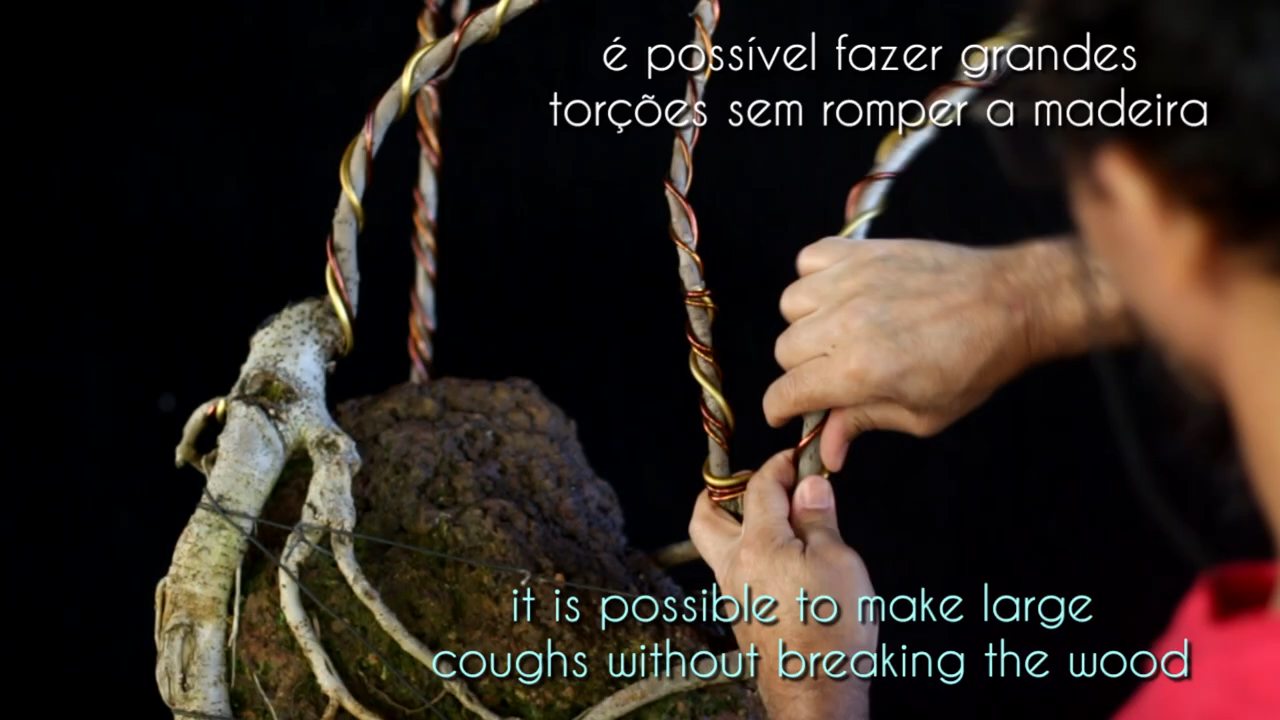 é possível fazer grandes
torções sem romper a madeira
it is possible to make large
coughs without breaking the wood